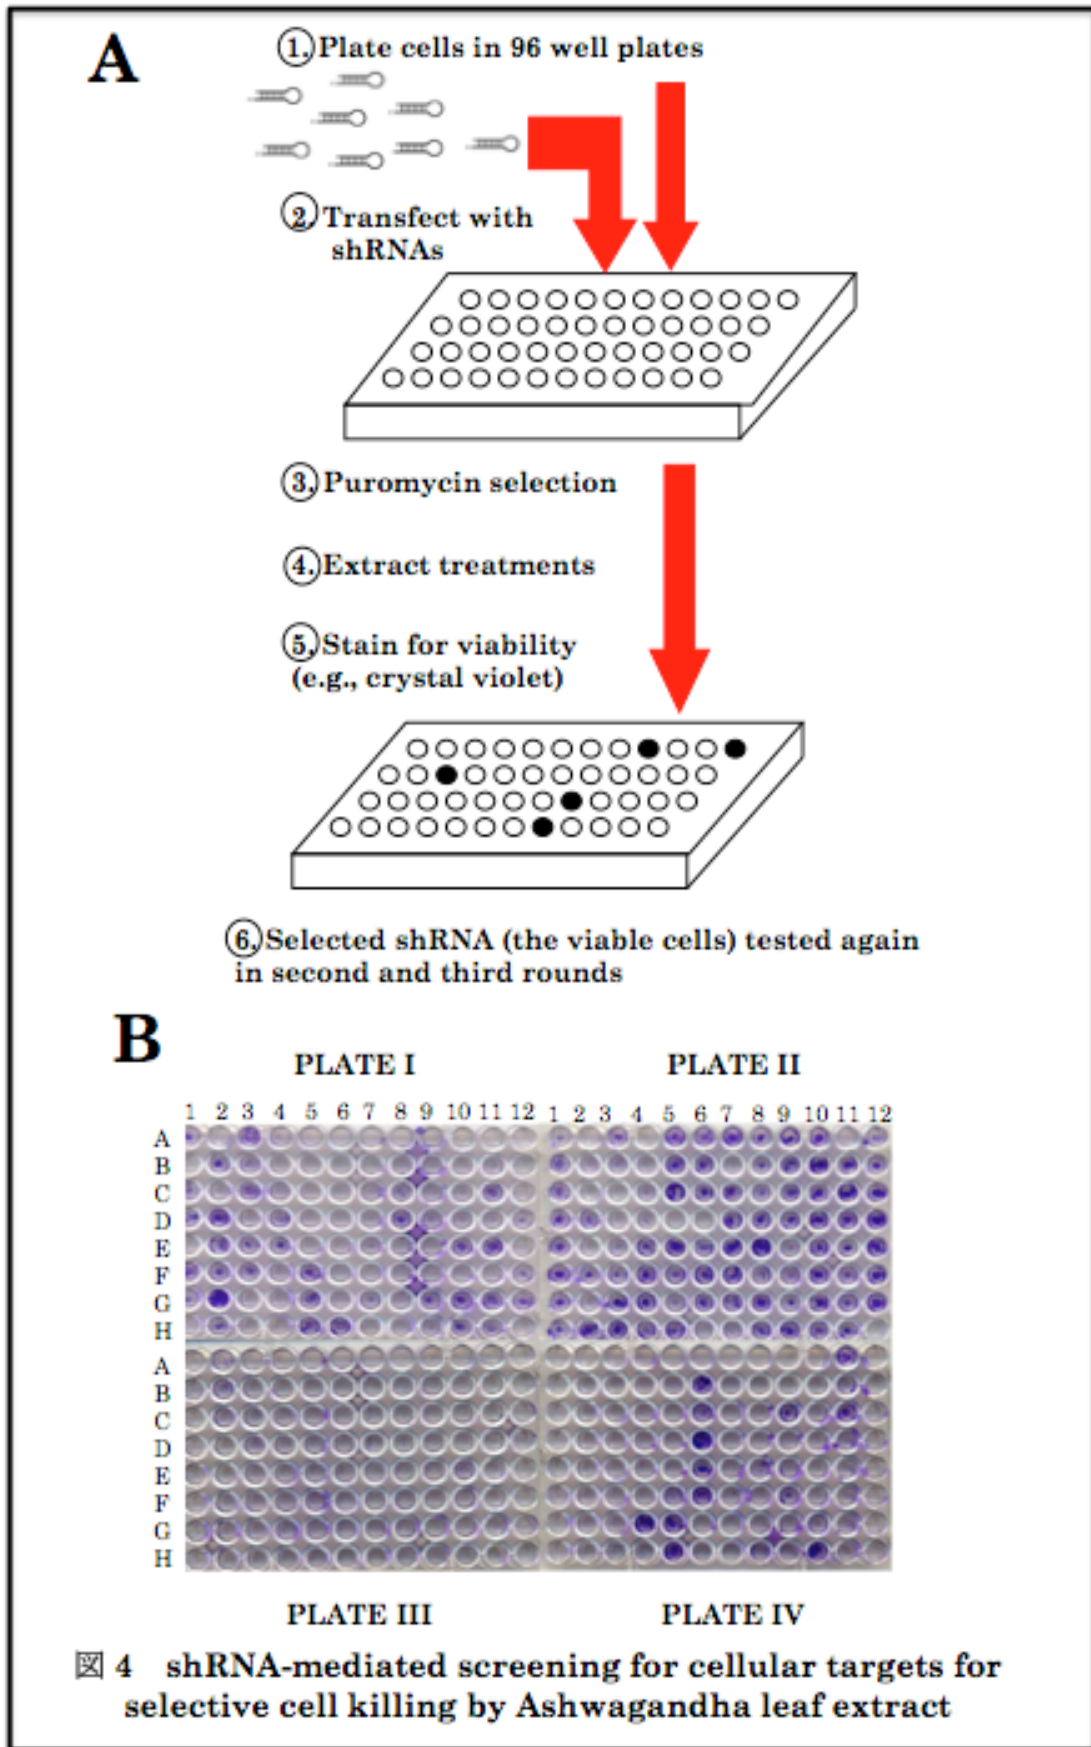 A
1. Plate cells in 96 well plates
2. Transfect with
shRNAs
3. Puromycin selection
4. Extract treatments
5. Stain for viability
(e.g., crystal violet)
6. Selected shRNA (the viable cells) tested again
in second and third rounds
B
PLATE I
PLATE II
1 2 3 4 5 6 7 8 9 10 11 12
1 2 3 4 5 6 7 8 9 10 11 12
A
B
C
D
E
F
G
H
A
B
C
D
E
F
G
H
PLATE III
PLATE IV
図 4 shRNA-mediated screening for cellular targets for
selective cell killing by Ashwagandha leaf extract